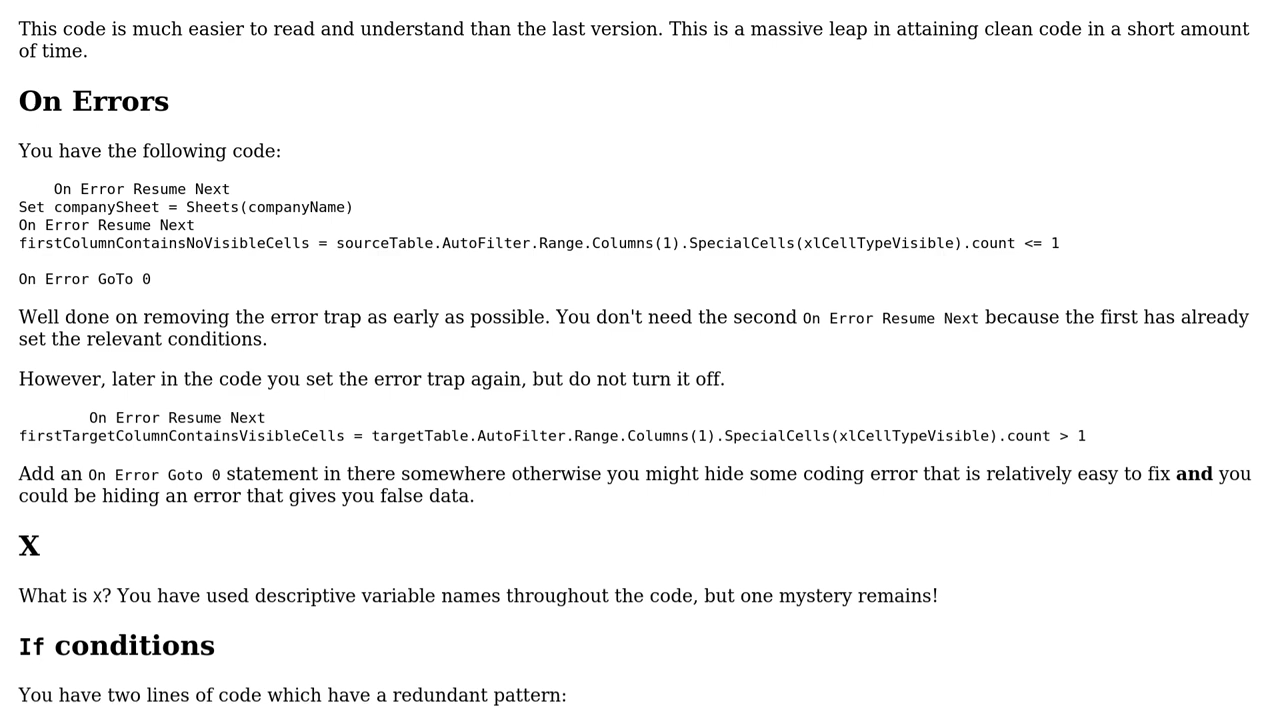 This code is much easier to read and understand than the last version. This is a massive leap in attaining clean code in a short amount
of time.
On Errors
You have the following code:
    On Error Resume Next
Set companySheet = Sheets(companyName)
On Error Resume Next
firstColumnContainsNoVisibleCells = sourceTable.AutoFilter.Range.Columns(1).SpecialCells(xlCellTypeVisible).count <= 1
On Error GoTo 0
Well done on removing the error trap as early as possible. You don't need the second On Error Resume Next because the first has already
set the relevant conditions.
However, later in the code you set the error trap again, but do not turn it off.
        On Error Resume Next
firstTargetColumnContainsVisibleCells = targetTable.AutoFilter.Range.Columns(1).SpecialCells(xlCellTypeVisible).count > 1
Add an On Error Goto 0 statement in there somewhere otherwise you might hide some coding error that is relatively easy to fix and you
could be hiding an error that gives you false data.
X
What is X? You have used descriptive variable names throughout the code, but one mystery remains!
If conditions
You have two lines of code which have a redundant pattern: